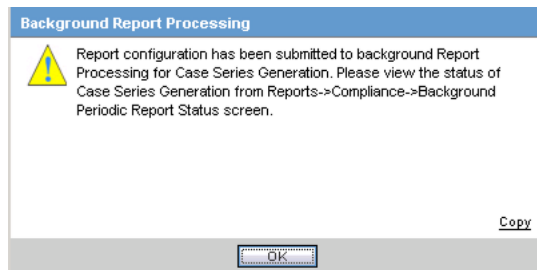 Background Report Processing
Report configuration has been submitted to background Report
Processing for Case Series Generation. Please view the status of
Case Series Generation from Reports->Compliance->Background
Periodic Report Status screen.
Copy
OK